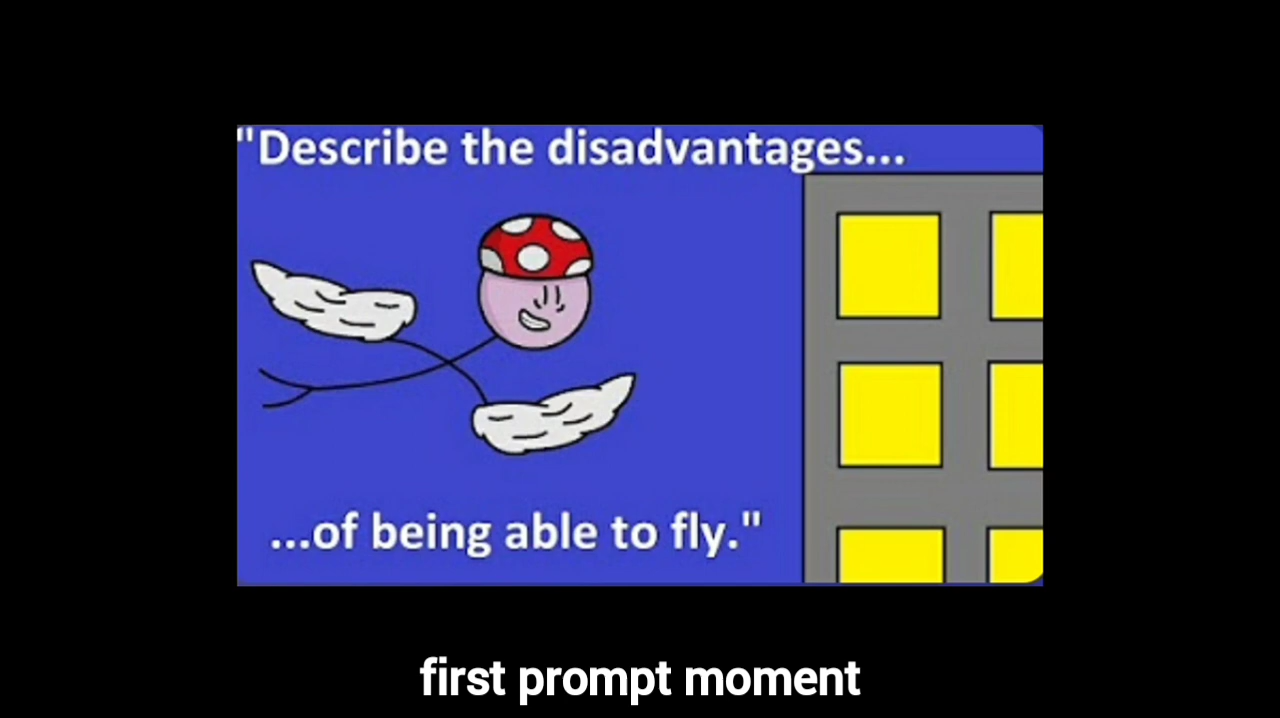 "Describe the disadvantages...
...of being able to fly."
first prompt moment